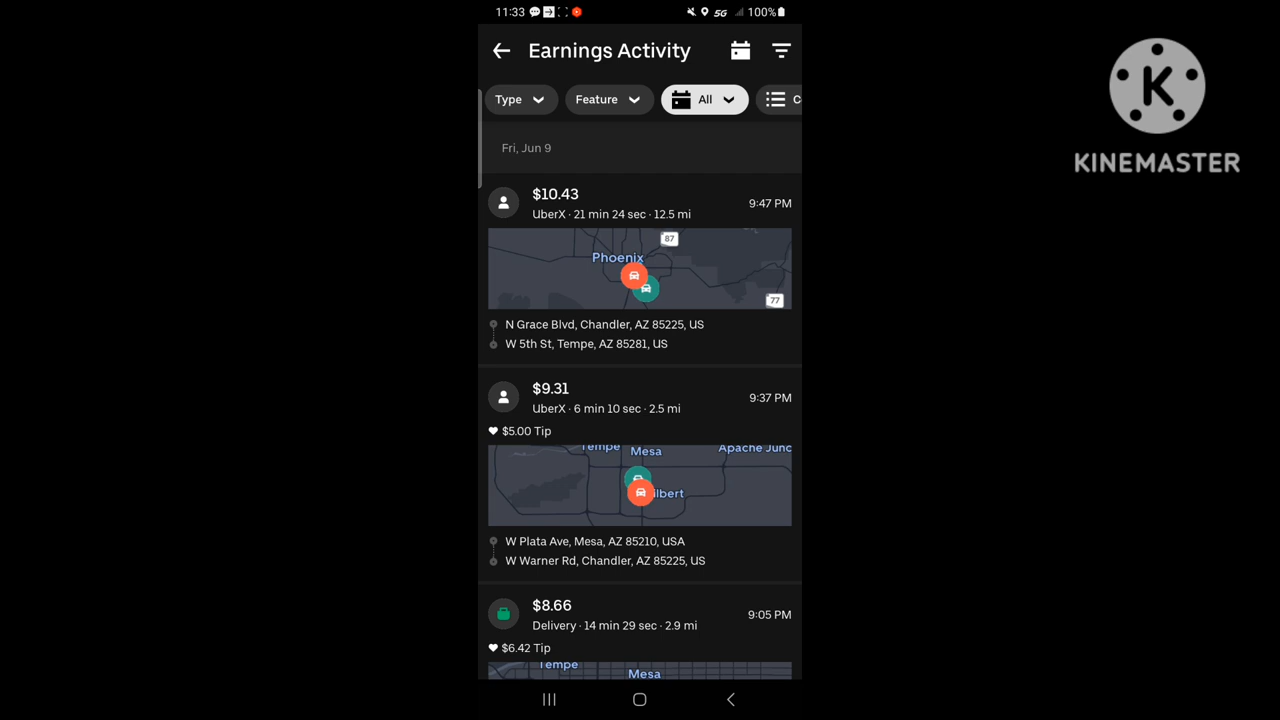 11:33
5G
100%
Earnings Activity
Type
Feature
All
C
KINEMASTER
Fri, Jun 9
$10.43
9:47 PM
UberX · 21 min 24 sec · 12.5 mi
87
Phoenix
77
N Grace Blvd, Chandler, AZ 85225, US
W 5th St, Tempe, AZ 85281, US
$9.31
9:37 PM
UberX · 6 min 10 sec · 2.5 mi
$5.00 Tip
Tempe
Mesa
Apache Junc
ilbert
W Plata Ave, Mesa, AZ 85210, USA
W Warner Rd, Chandler, AZ 85225, US
$8.66
9:05 PM
Delivery · 14 min 29 sec · 2.9 mi
$6.42 Tip
Tempe
Mesa